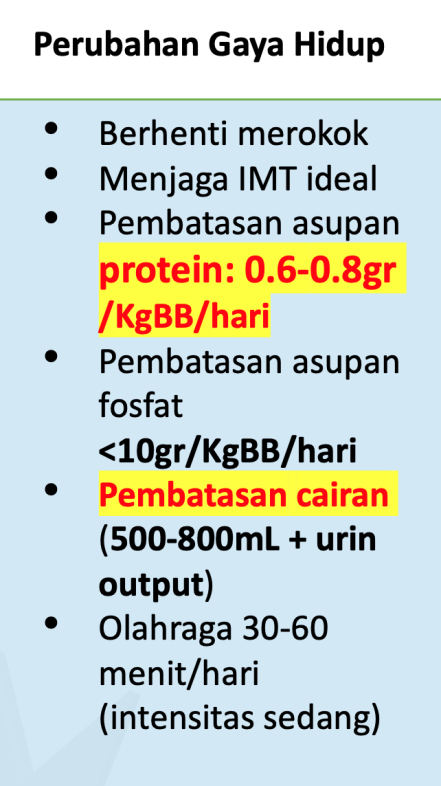 Perubahan Gaya Hidup
• Berhenti merokok
• Menjaga IMT ideal
• Pembatasan asupan
protein: 0.6-0.8gr
/KgBB/hari
• Pembatasan asupan
fosfat
<10gr/KgBB/hari
• Pembatasan cairan
(500-800mL + urin
output)
• Olahraga 30-60
menit/hari
(intensitas sedang)